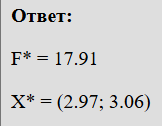 Ответ:
F* = 17.91
X* = (2.97; 3.06)